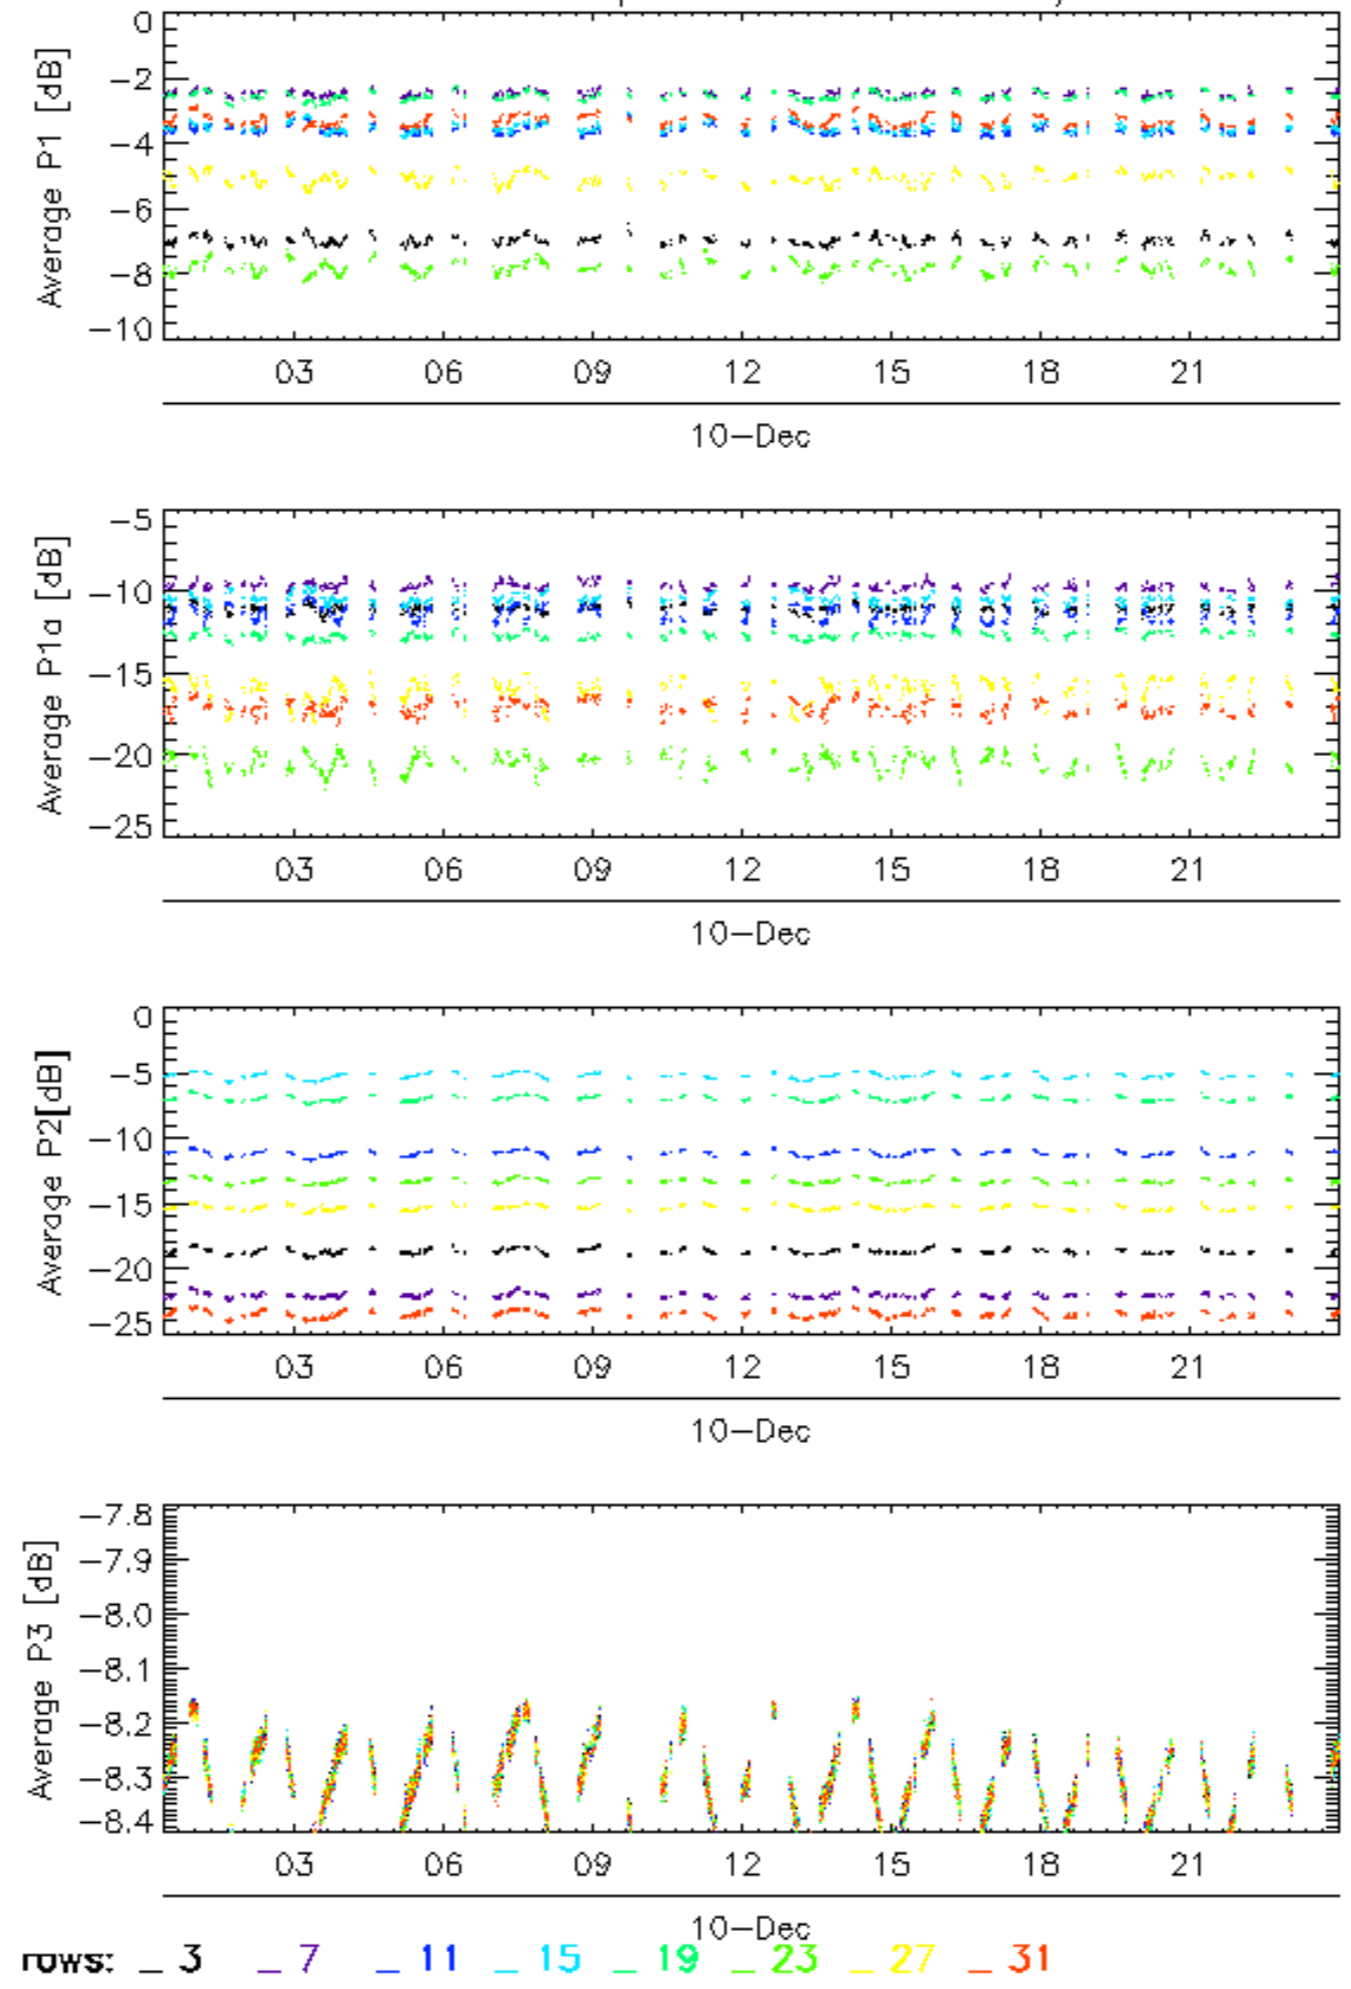 0
−2
−4
−6
−8
−10
Average P1 [dB]
03 06 09 12 15 18 21
10−Dec
−5
−10
−15
−20
−25
Average P1a [dB]
03 06 09 12 15 18 21
10−Dec
0
−5
−10
−15
−20
−25
Average P2[dB]
03 06 09 12 15 18 21
10−Dec
−7.8
−7.9
−8.0
−8.1
−8.2
−8.3
−8.4
Average P3 [dB]
03 06 09 12 15 18 21
10−Dec
rows: _ 3 _ 7 _ 11 _ 15 _ 19 _ 23 _ 27 _ 31